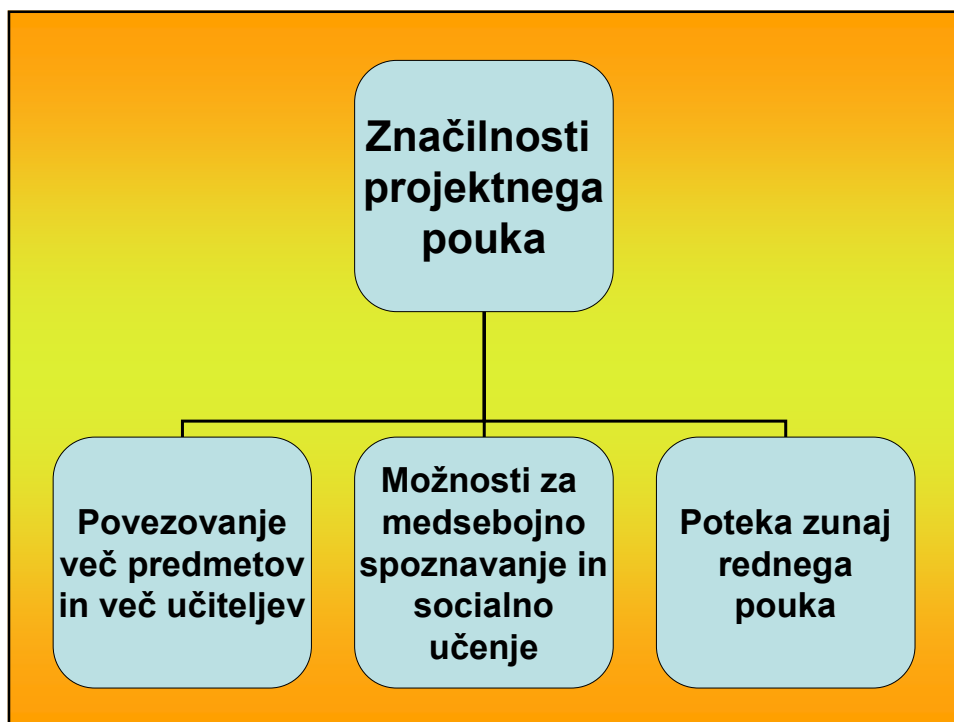 Značilnosti
projektnega
pouka
Povezovanje
več predmetov
in več učiteljev
Možnosti za
medsebojno
spoznavanje in
socialno
učenje
Poteka zunaj
rednega
pouka